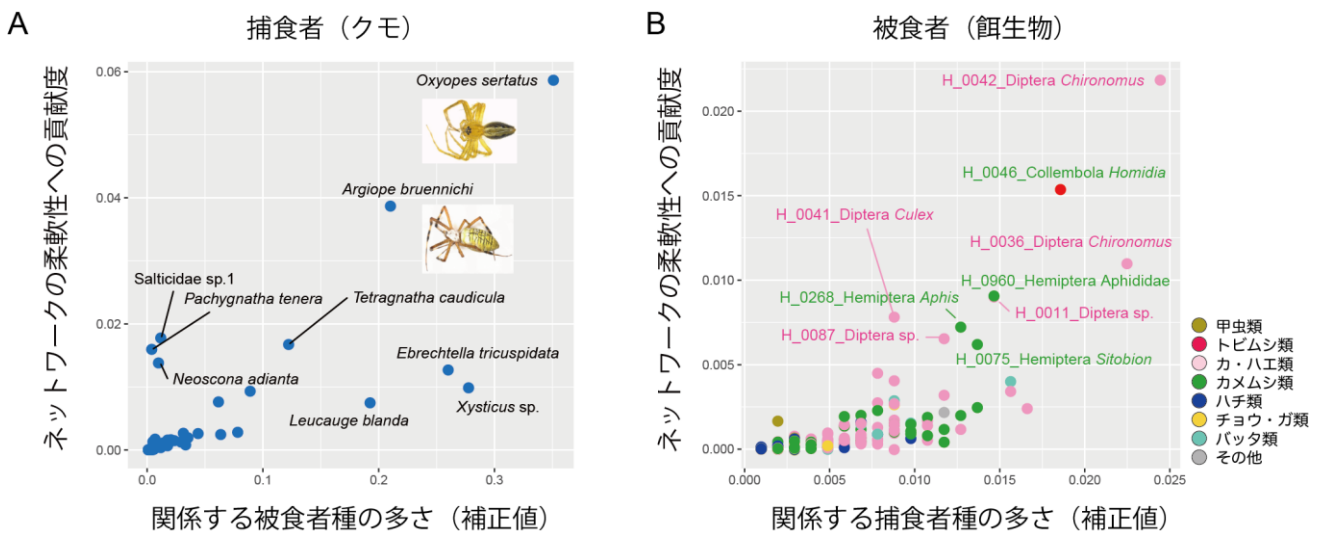 A
捕食者（クモ）
ネットワークの柔軟性への貢献度
0.06
0.04
0.02
0.00
Oxyopes sertatus
Argiope bruennichi
Salticidae sp.1
Pachygnatha tenera
Tetragnatha caudicula
Neoscona adianta
Ebrechtella tricuspidata
Xysticus sp.
Leucauge blanda
0.0
0.1
0.2
0.3
関係する被食者種の多さ（補正値）
B
被食者（餌生物）
ネットワークの柔軟性への貢献度
0.020
0.015
0.010
0.005
0.000
H_0042_Diptera Chironomus
H_0046_Collembola Homidia
H_0041_Diptera Culex
H_0036_Diptera Chironomus
H_0960_Hemiptera Aphididae
H_0268_Hemiptera Aphis
H_0011_Diptera sp.
H_0087_Diptera sp.
H_0075_Hemiptera Sitobion
0.000
0.005
0.010
0.015
0.020
0.025
関係する捕食者種の多さ（補正値）
甲虫類
トビムシ類
カ・ハエ類
カメムシ類
ハチ類
チョウ・ガ類
バッタ類
その他